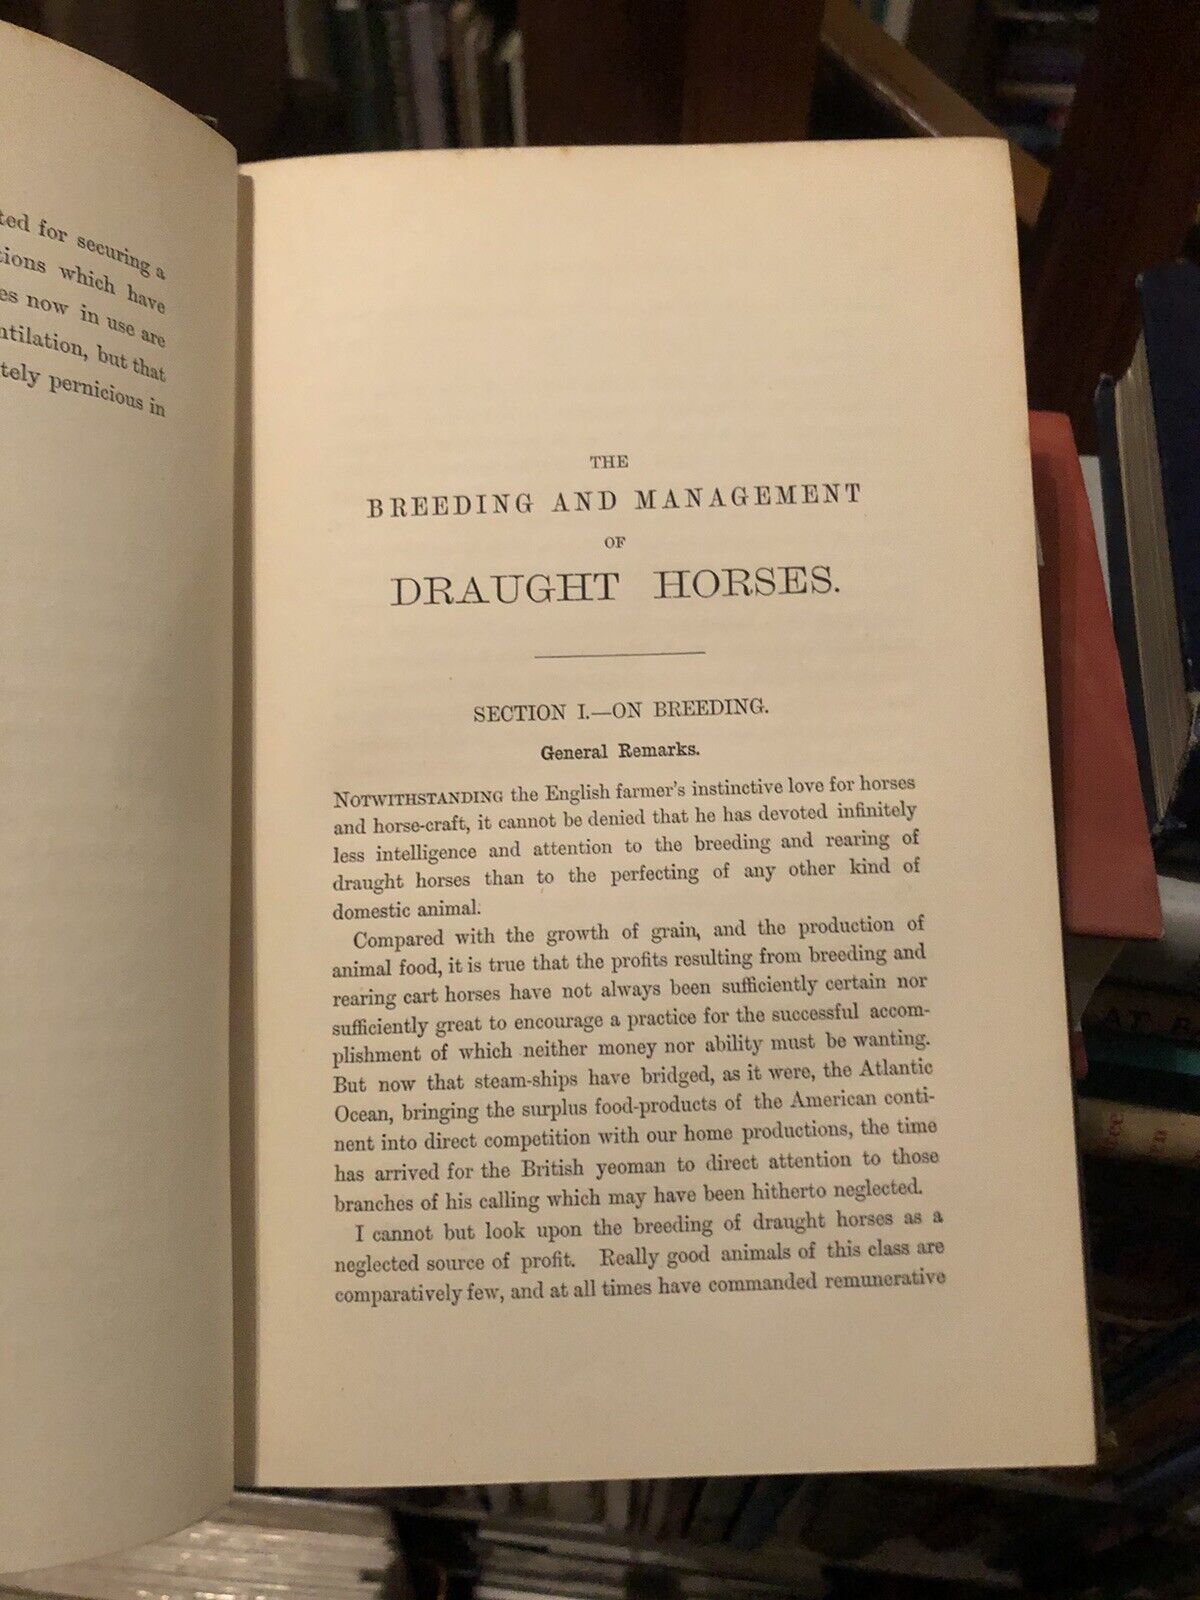 ted for securing a
tions which have
es now in use are
ntilation, but that
tely pernicious in
THE
BREEDING AND MANAGEMENT
OF
DRAUGHT HORSES.
SECTION I.—ON BREEDING.
General Remarks.
NOTWITHSTANDING the English farmer's instinctive love for horses
and horse-craft, it cannot be denied that he has devoted infinitely
less intelligence and attention to the breeding and rearing of
draught horses than to the perfecting of any other kind of
domestic animal.
Compared with the growth of grain, and the production of
animal food, it is true that the profits resulting from breeding and
rearing cart horses have not always been sufficiently certain nor
sufficiently great to encourage a practice for the successful accom-
plishment of which neither money nor ability must be wanting.
But now that steam-ships have bridged, as it were, the Atlantic
Ocean, bringing the surplus food-products of the American conti-
nent into direct competition with our home productions, the time
has arrived for the British yeoman to direct attention to those
branches of his calling which may have been hitherto neglected.
I cannot but look upon the breeding of draught horses as a
neglected source of profit. Really good animals of this class are
comparatively few, and at all times have commanded remunerative